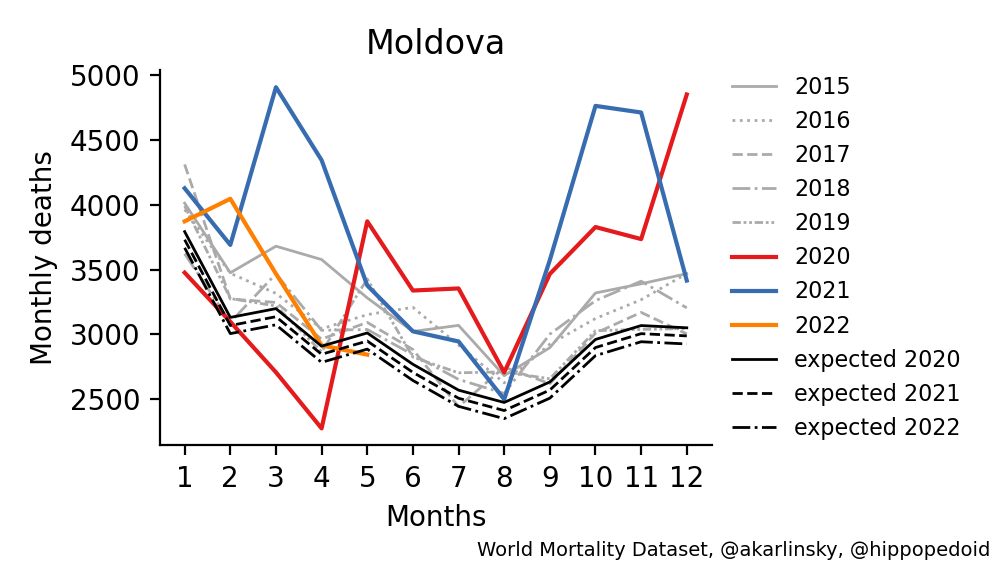 Moldova
5000
4500
4000
3500
3000
2500
Monthly deaths
1 2 3 4 5 6 7 8 9 10 11 12
Months
2015
2016
2017
2018
2019
2020
2021
2022
expected 2020
expected 2021
expected 2022
World Mortality Dataset, @akarlinsky, @hippopedoid